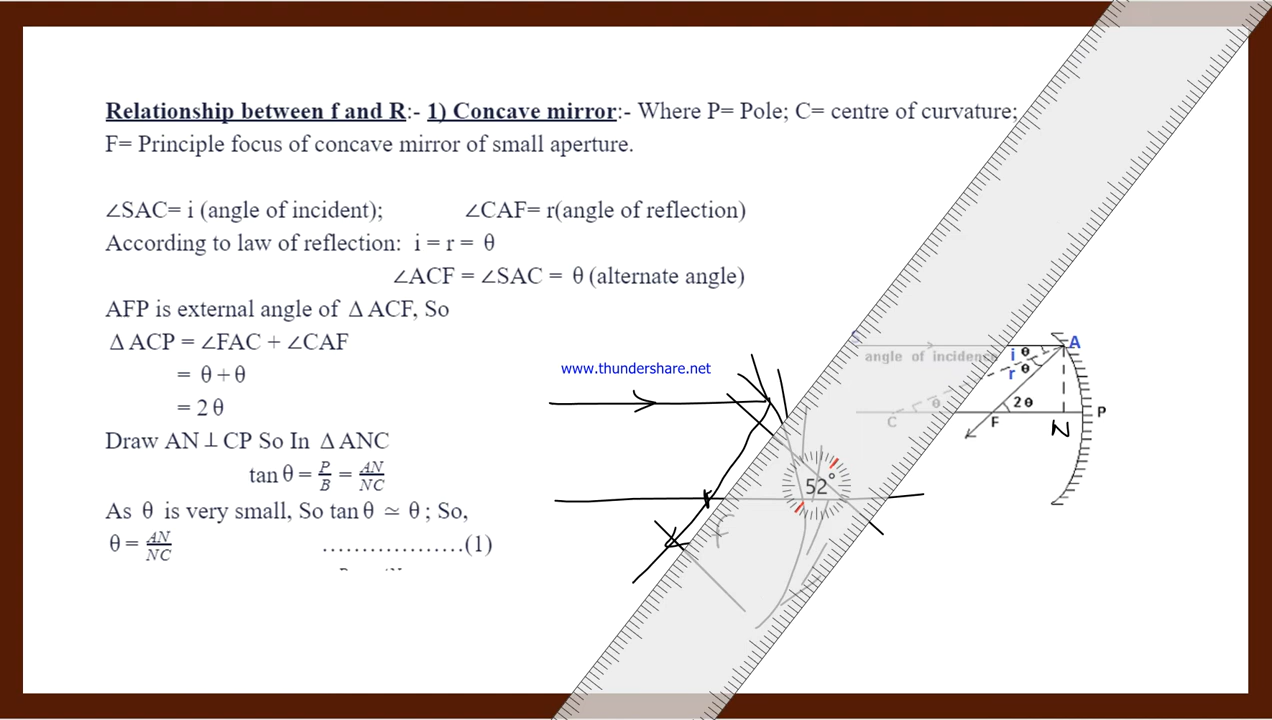 Relationship between f and R:- 1) Concave mirror:- Where P= Pole; C= centre of curvature;
F= Principle focus of concave mirror of small aperture.
∠SAC= i (angle of incident); ∠CAF= r(angle of reflection)
According to law of reflection: i = r = θ
∠ACF = ∠SAC = θ (alternate angle)
AFP is external angle of Δ ACF, So
Δ ACP = ∠FAC + ∠CAF
= θ + θ
= 2 θ
Draw AN ⊥ CP So In Δ ANC
tan θ = P/B = AN/NC
As θ is very small, So tan θ ≃ θ ; So,
θ = AN/NC ..................(1)
www.thundershare.net
S
A
angle of incidence
i θ
r θ
θ
2θ
C
F
P
N
F
52°